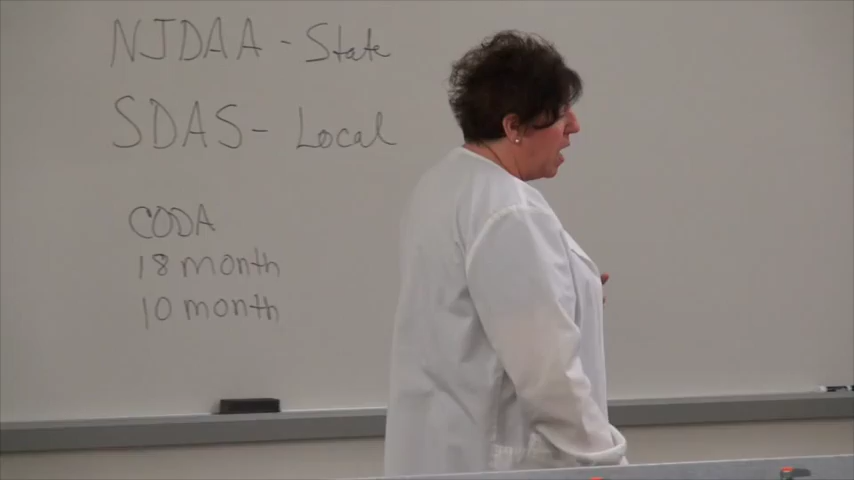 NJDAA - State
SDAS - Local
CODA
18 month
10 month